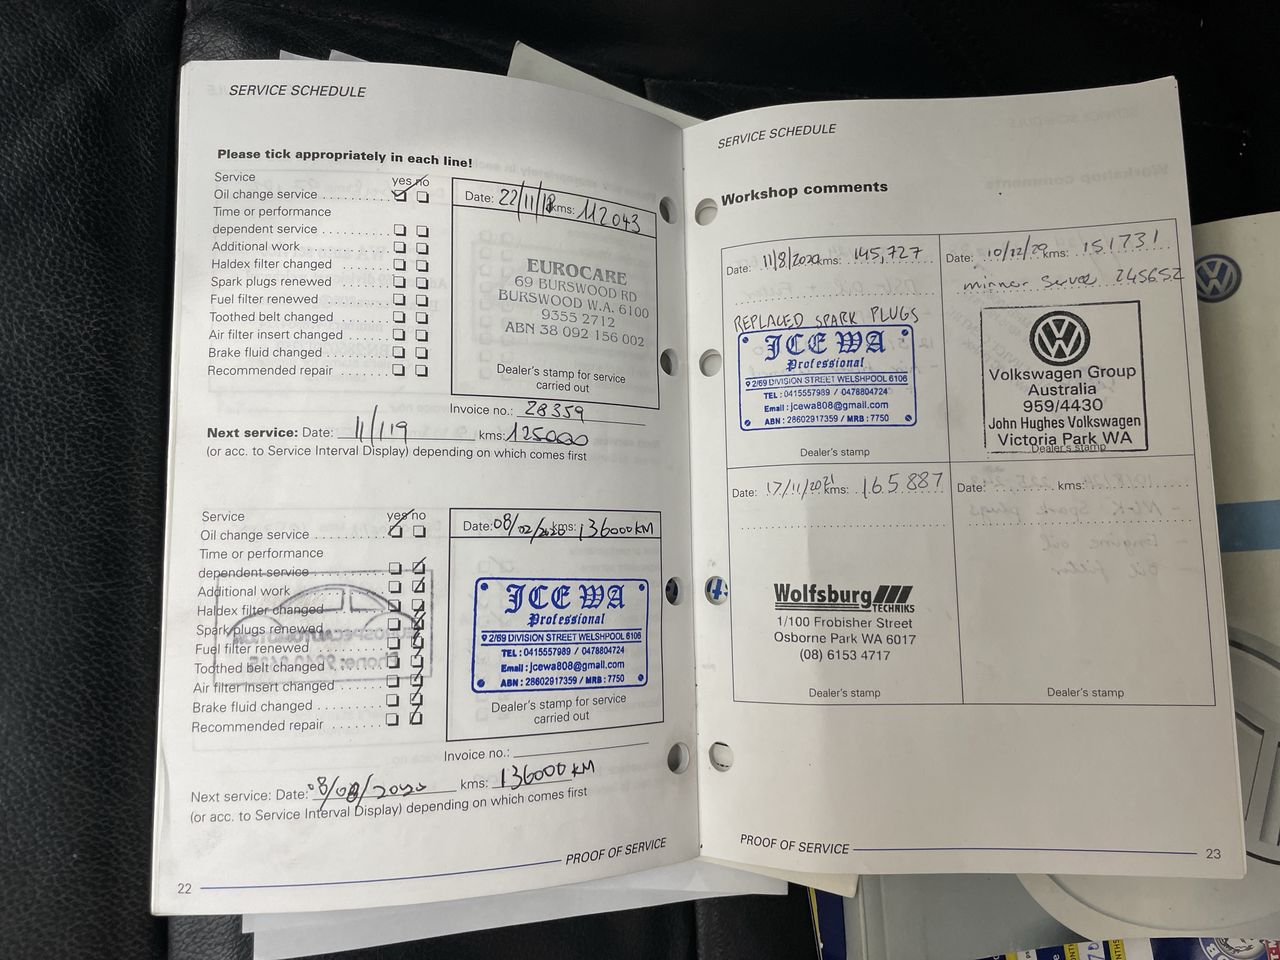 SERVICE SCHEDULE
Please tick appropriately in each line!
Service yes no
Oil change service
Time or performance
dependent service
Additional work
Haldex filter changed
Spark plugs renewed
Fuel filter renewed
Toothed belt changed
Air filter insert changed
Brake fluid changed
Recommended repair
Date: 22/11/18 kms: 112043
EUROCARE
69 BURSWOOD RD
BURSWOOD W.A. 6100
9355 2712
ABN 38 092 156 002
Dealer's stamp for service
carried out
Invoice no.: 28359
Next service: Date: 11/119 kms: 125000
(or acc. to Service Interval Display) depending on which comes first
Service yes no
Oil change service
Time or performance
dependent service
Additional work
Haldex filter changed
Spark plugs renewed
Fuel filter renewed
Toothed belt changed
Air filter insert changed
Brake fluid changed
Recommended repair
Date: 08/02/2020 kms: 136000KM
JCE WA
Professional
2/69 DIVISION STREET WELSHPOOL 6106
TEL : 0415557989 / 0478804724
Email : jcewa808@gmail.com
ABN : 28602917359 / MRB : 7750
Dealer's stamp for service
carried out
Invoice no.:
Next service: Date: 08/08/2020 kms: 136000 KM
(or acc. to Service Interval Display) depending on which comes first
PROOF OF SERVICE
22
SERVICE SCHEDULE
Workshop comments
Date: 11/8/2020 kms: 145,727
REPLACED SPARK PLUGS
JCE WA
Professional
2/69 DIVISION STREET WELSHPOOL 6106
TEL : 0415557989 / 0478804724
Email : jcewa808@gmail.com
ABN : 28602917359 / MRB : 7750
Dealer's stamp
Date: 10/12/20 kms: 151731
245652
Volkswagen Group
Australia
959/4430
John Hughes Volkswagen
Victoria Park WA
Dealer's stamp
Date: 17/11/2021 kms: 165887
Wolfsburg
TECHNIKS
1/100 Frobisher Street
Osborne Park WA 6017
(08) 6153 4717
Dealer's stamp
Date: kms:
Dealer's stamp
PROOF OF SERVICE
23